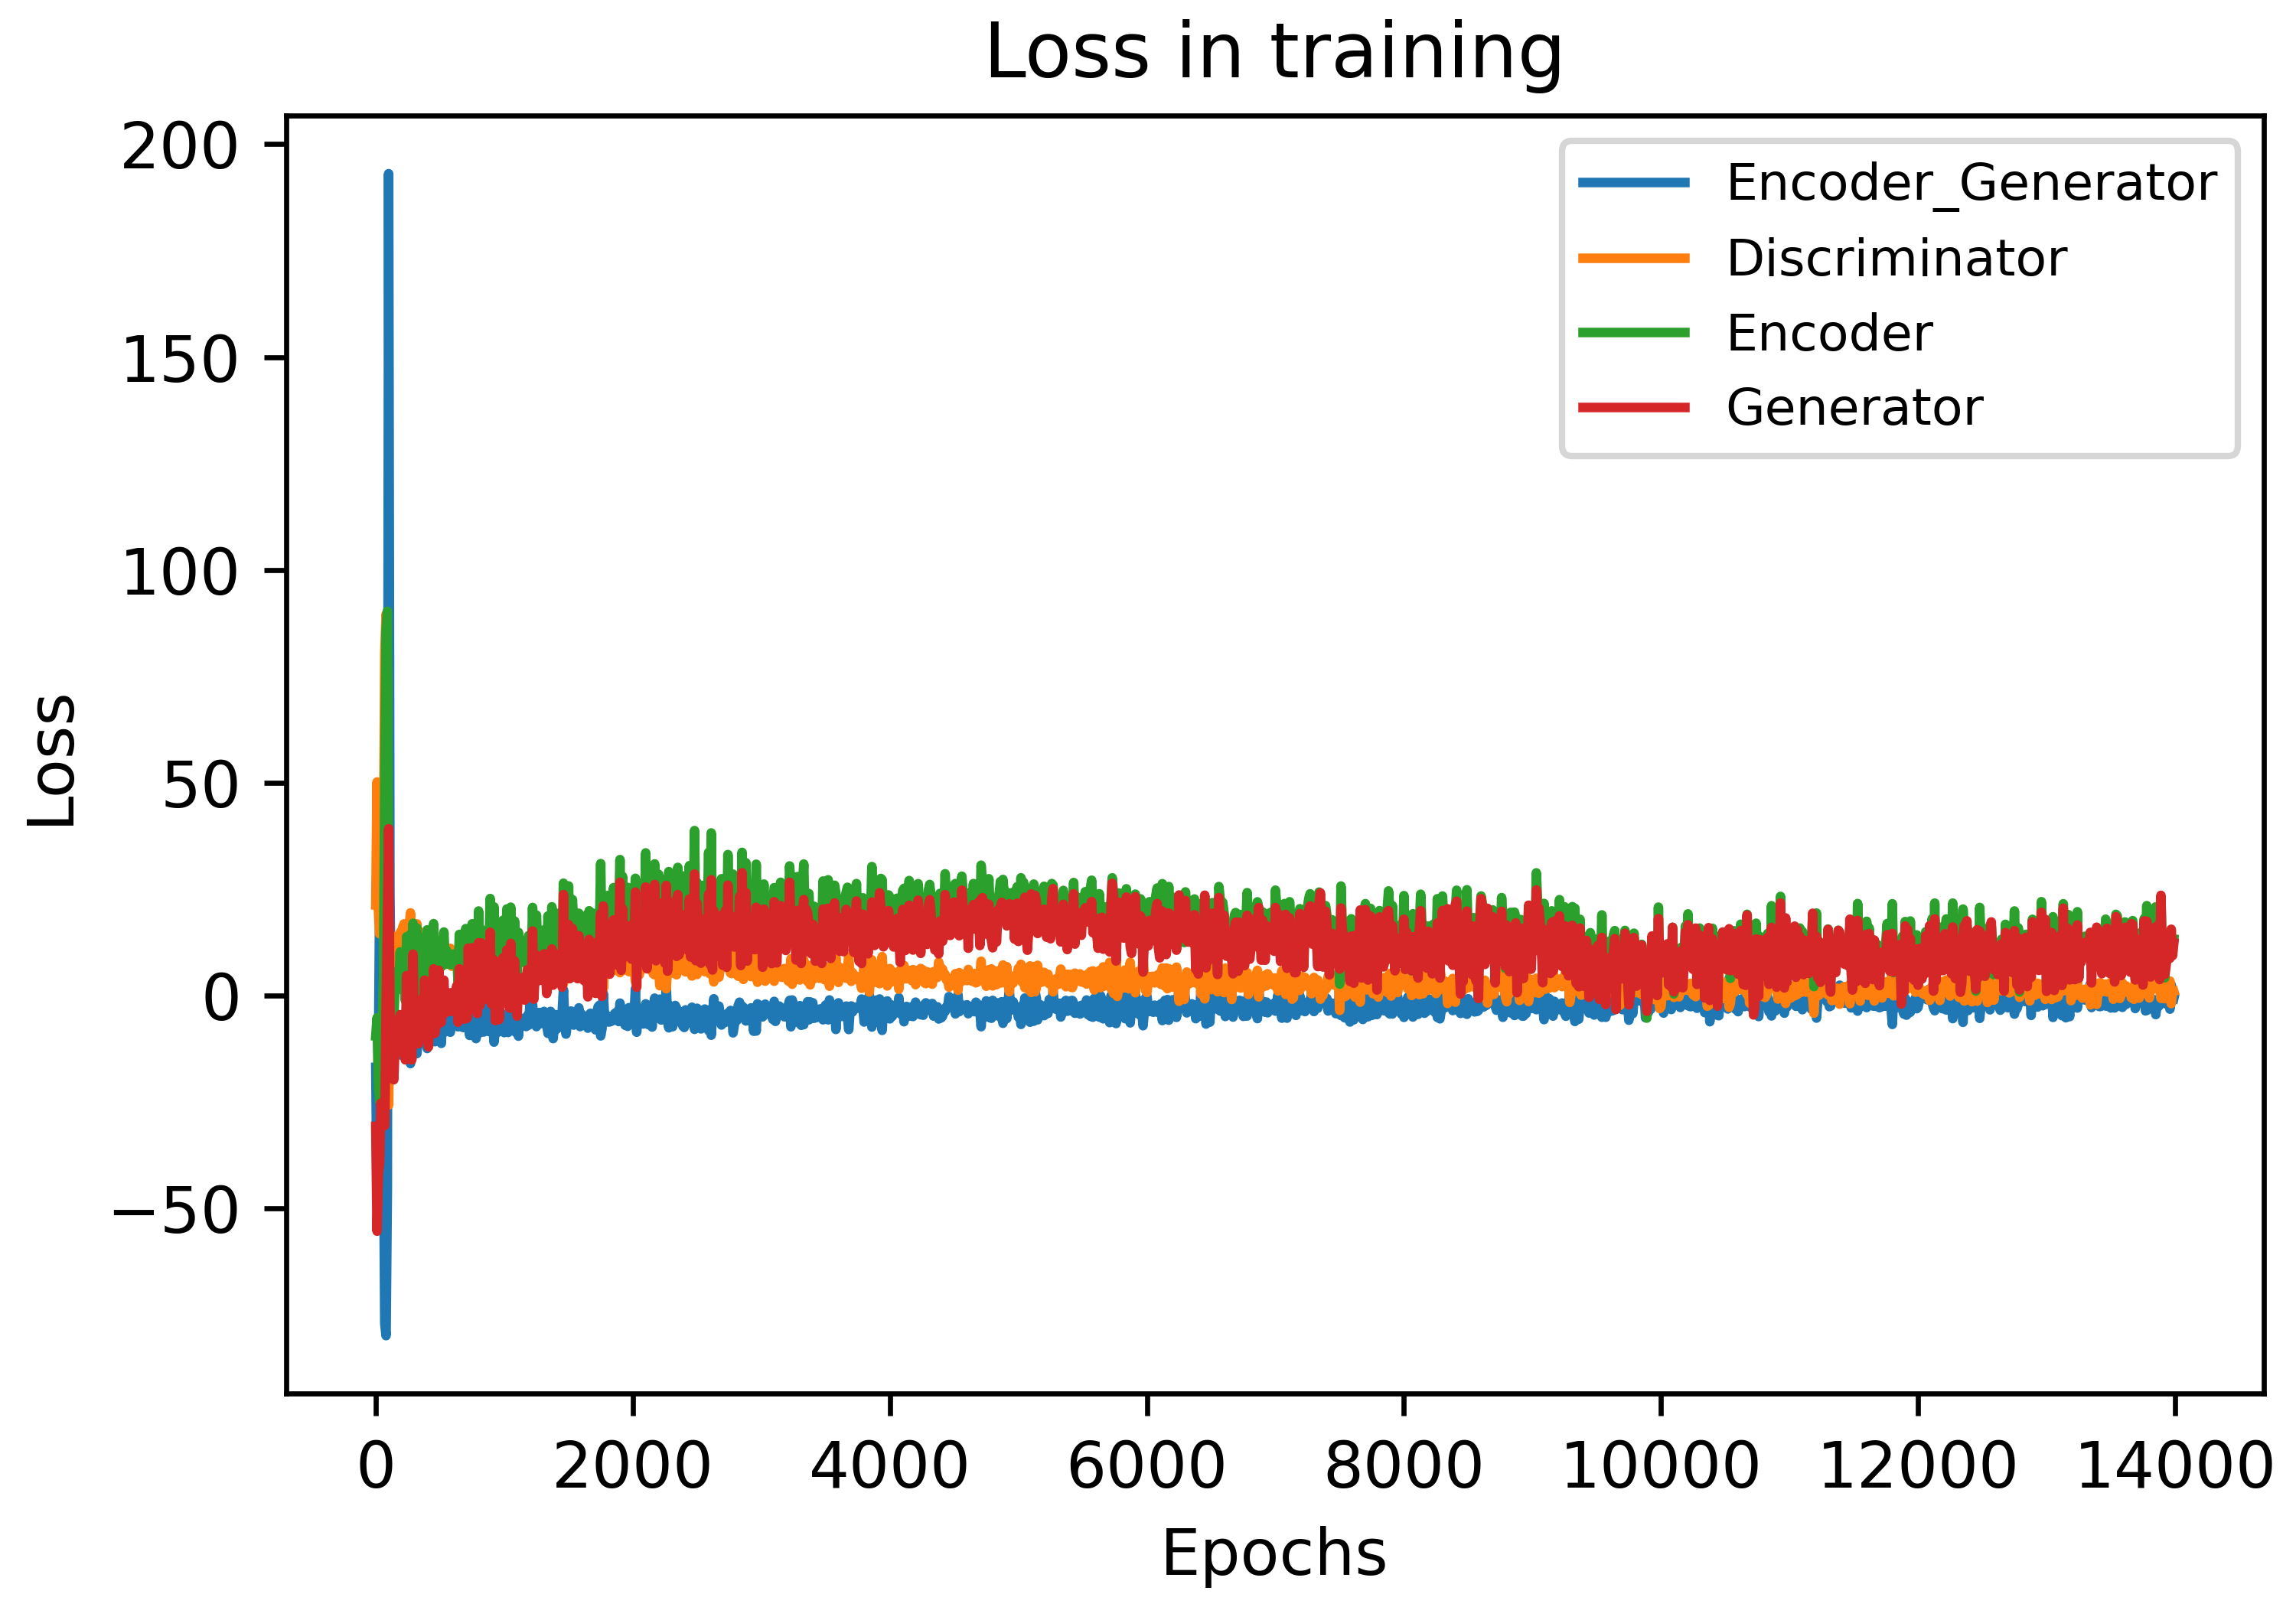 Loss in training
200
150
100
50
0
−50
Loss
Encoder_Generator
Discriminator
Encoder
Generator
0 2000 4000 6000 8000 10000 12000 14000
Epochs